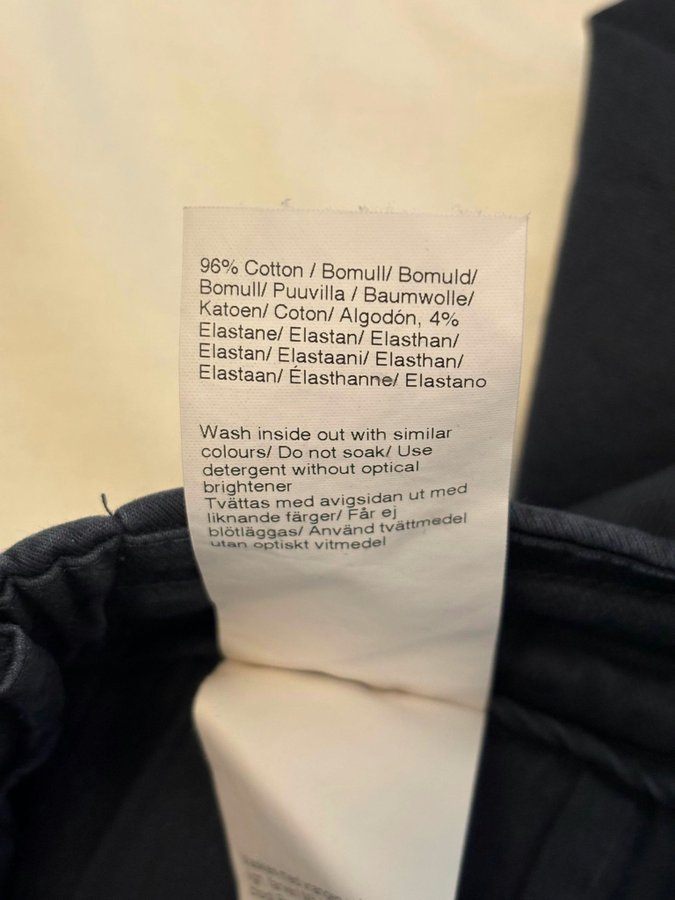 96% Cotton / Bomull/ Bomuld/
Bomull/ Puuvilla / Baumwolle/
Katoen/ Coton/ Algodón, 4%
Elastane/ Elastan/ Elasthan/
Elastan/ Elastaani/ Elasthan/
Elastaan/ Élasthanne/ Elastano
Wash inside out with similar
colours/ Do not soak/ Use
detergent without optical
brightener
Tvättas med avigsidan ut med
liknande färger/ Får ej
blötläggas/ Använd tvättmedel
utan optiskt vitmedel